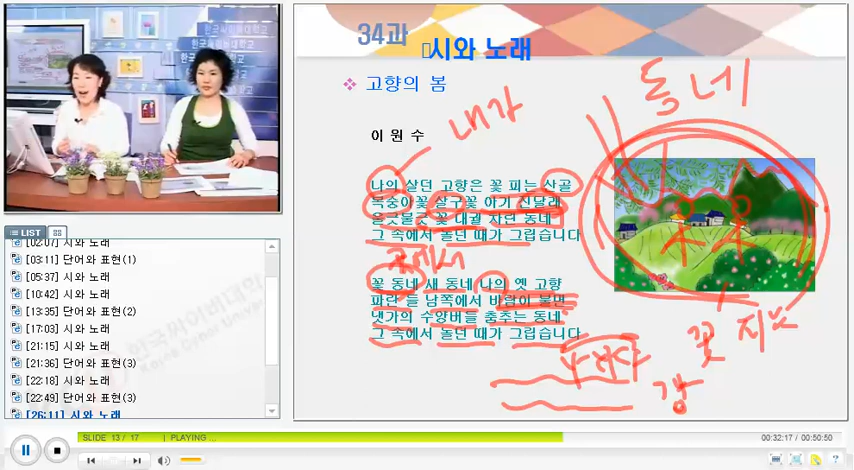 34과
시와 노래
고향의 봄
이 원 수
내가
동네
나의 살던 고향은 꽃 피는 산골
복숭아꽃 살구꽃 아기 진달래
울긋불긋 꽃 대궐 차린 동네
그 속에서 놀던 때가 그립습니다
꽃 동네 새 동네 나의 옛 고향
파란 들 남쪽에서 바람이 불면
냇가의 수양버들 춤추는 동네
그 속에서 놀던 때가 그립습니다
꽃
강
한국사이버대학교
LIST
[02:07] 시와 노래
[03:11] 단어와 표현(1)
[05:37] 시와 노래
[10:42] 시와 노래
[13:35] 단어와 표현(2)
[17:03] 시와 노래
[21:15] 시와 노래
[21:36] 단어와 표현(3)
[22:18] 시와 노래
[22:49] 단어와 표현(3)
[26:11] 시와 노래
SLIDE 13 / 17 | PLAYING ...
00:32:17 / 00:50:50